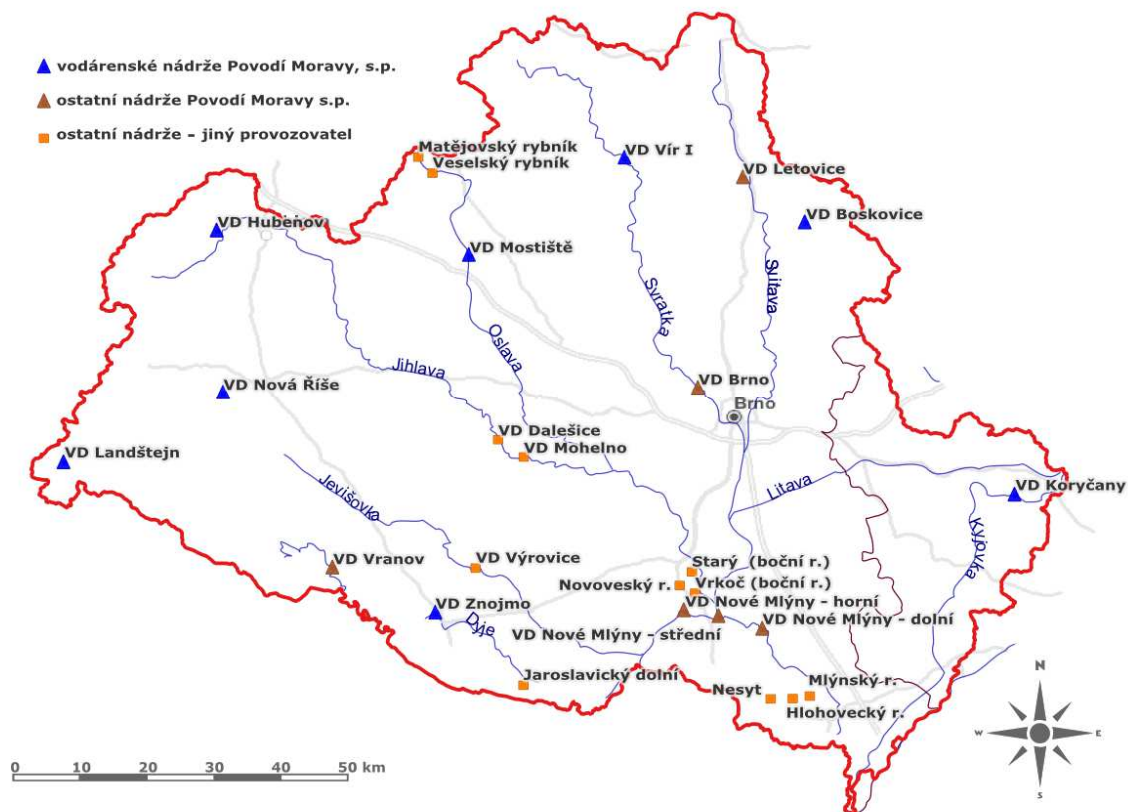 vodárenské nádrže Povodí Moravy, s.p.
ostatní nádrže Povodí Moravy s.p.
ostatní nádrže – jiný provozovatel
Matějovský rybník
Veselský rybník
VD Vír I
VD Letovice
VD Boskovice
VD Hubenov
VD Mostiště
Svratka
Svitava
Oslava
Jihlava
VD Nová Říše
VD Brno
Brno
VD Dalešice
VD Mohelno
VD Landštejn
Jevišovka
Litava
VD Koryčany
Kyjovka
VD Vranov
VD Výrovice
Starý (boční r.)
Novoveský r.
Vrkoč (boční r.)
VD Nové Mlýny - horní
VD Znojmo
Dyje
VD Nové Mlýny - střední
VD Nové Mlýny - dolní
Jaroslavický dolní
Mlýnský r.
Nesyt
Hlohovecký r.
N
W
E
S
0 10 20 30 40 50 km